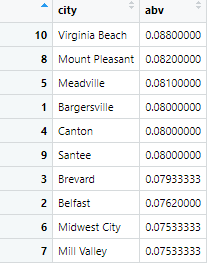 city abv
10 Virginia Beach 0.08800000
8 Mount Pleasant 0.08200000
5 Meadville 0.08100000
1 Bargersville 0.08000000
4 Canton 0.08000000
9 Santee 0.08000000
3 Brevard 0.07933333
2 Belfast 0.07620000
6 Midwest City 0.07533333
7 Mill Valley 0.07533333